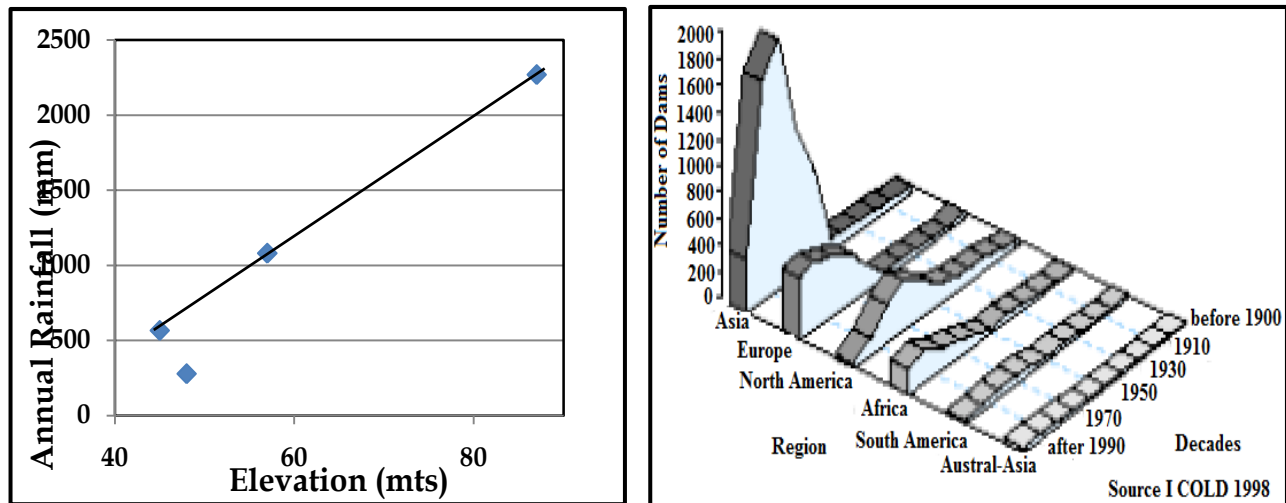 2500
2000
1500
1000
500
0
40
60
80
Annual Rainfall (mm)
Elevation (mts)
2000
1800
1600
1400
1200
1000
800
600
400
200
0
Number of Dams
Asia
Europe
North America
Africa
South America
Austral-Asia
before 1900
1910
1930
1950
1970
after 1990
Region
Decades
Source I COLD 1998